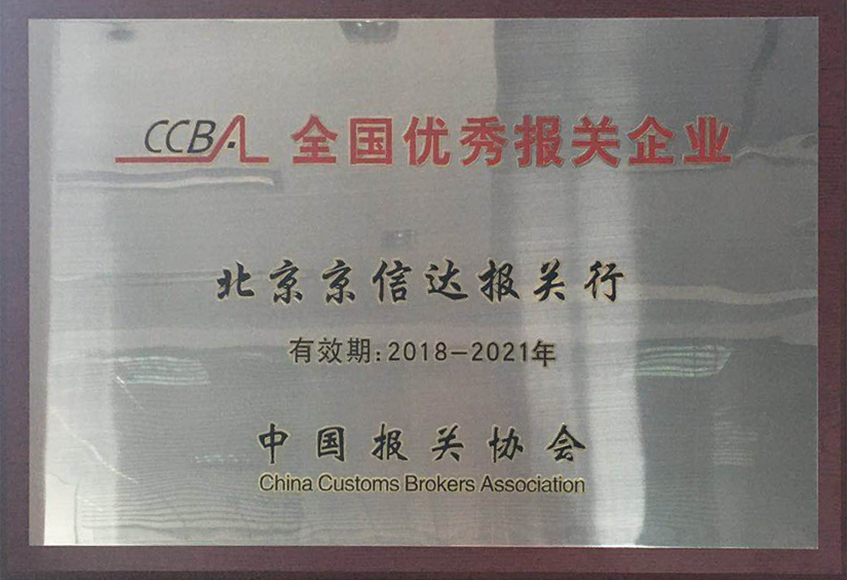 CCBA 全国优秀报关企业
北京京信达报关行
有效期:2018-2021年
中国报关协会
China Customs Brokers Association